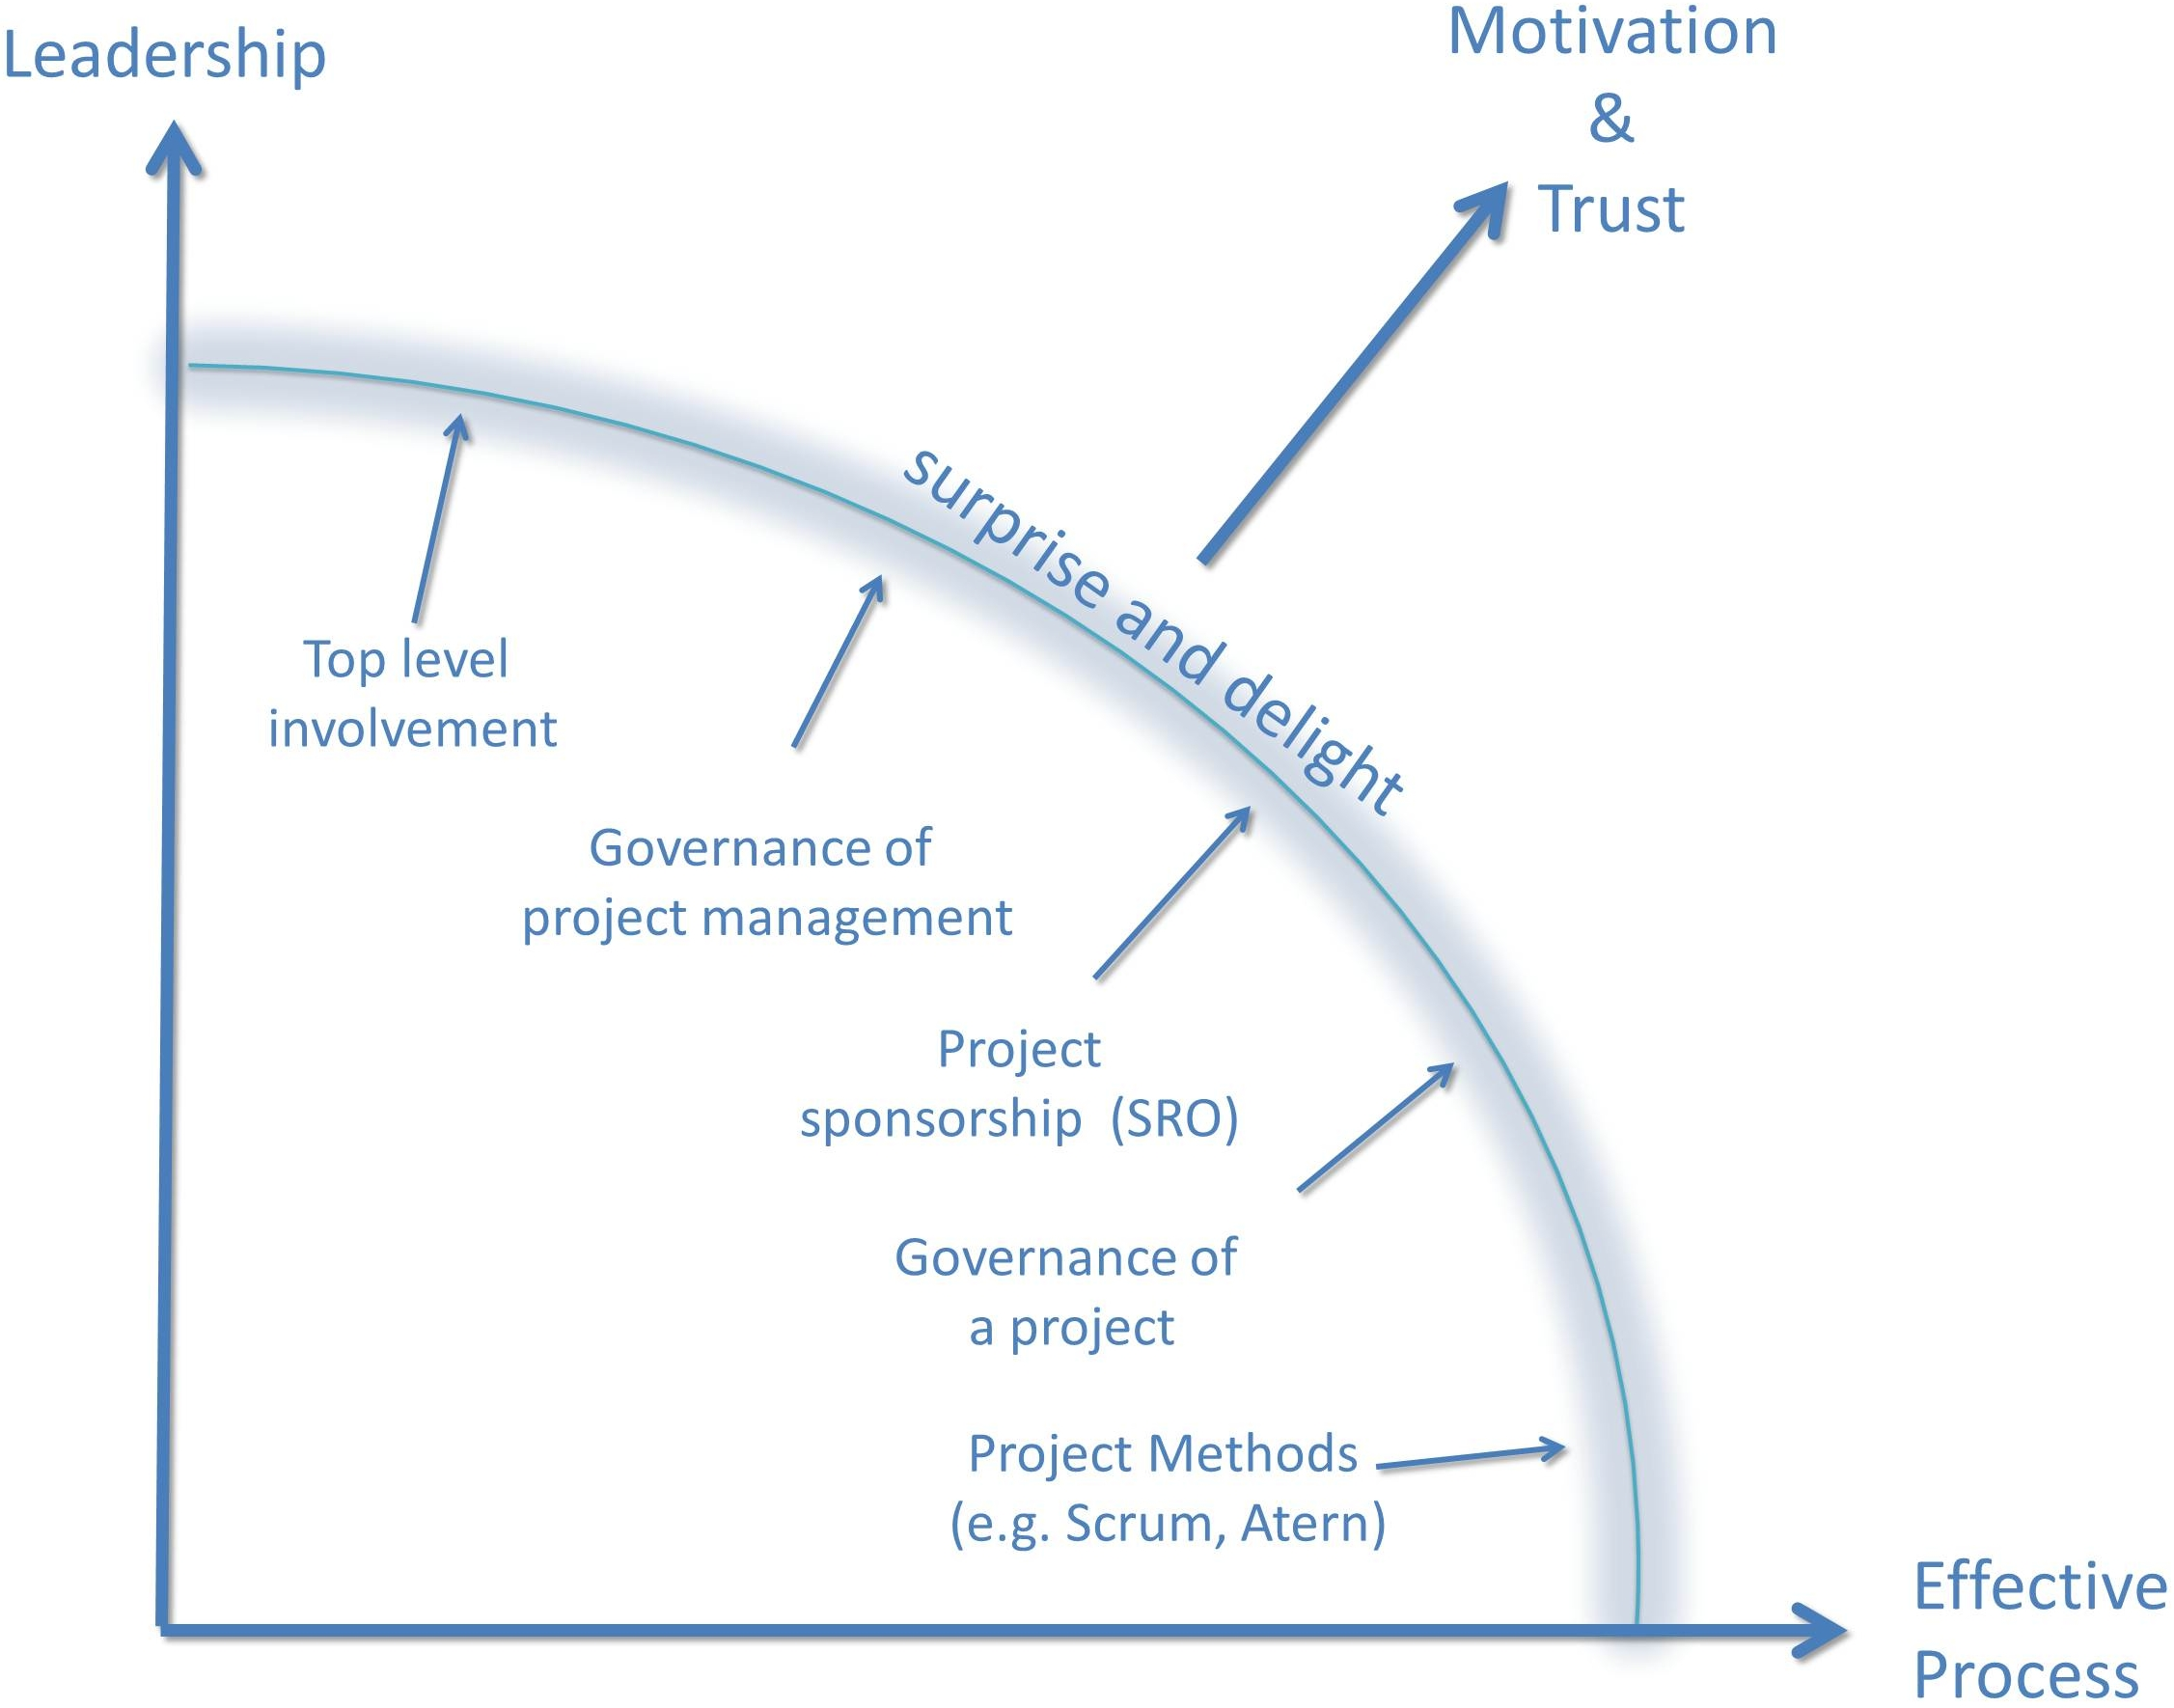 Leadership
Motivation
&
Trust
surprise and delight
Top level
involvement
Governance of
project management
Project
sponsorship (SRO)
Governance of
a project
Project Methods
(e.g. Scrum, Atern)
Effective
Process